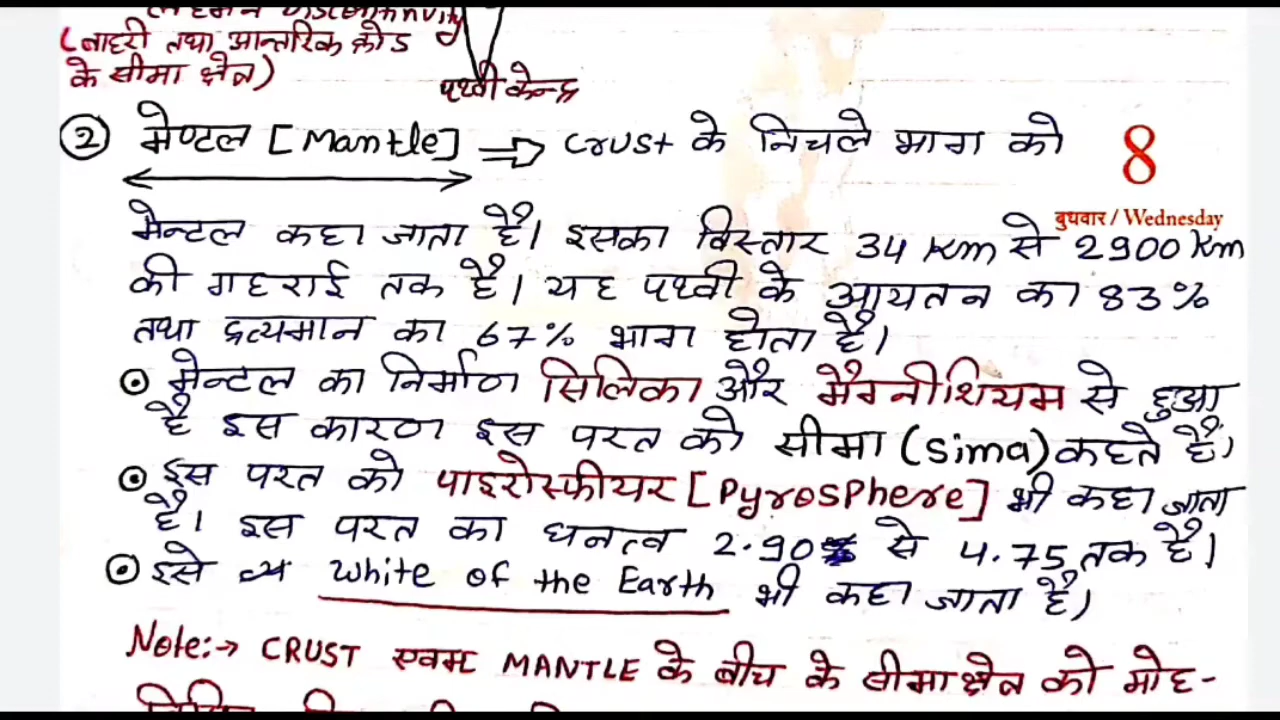 (बाहरी तथा आन्तरिक क्रोड
के सीमा क्षेत्र)
पृथ्वी केन्द्र
② मेण्टल [Mantle] ⇒ Crust के निचले भाग को
8
बुधवार / Wednesday
मेन्टल कहा जाता है। इसका विस्तार 34 km से 2900 km
की गहराई तक है। यह पृथ्वी के आयतन का 83%
तथा द्रव्यमान का 67% भाग होता है।
⊙ मेन्टल का निर्माण सिलिका और मैग्नीशियम से हुआ
है इस कारण इस परत को सीमा (Sima) कहते है।
⊙ इस परत को पाइरोस्फीयर [Pyrosphere] भी कहा जाता
है। इस परत का घनत्व 2.90 से 4.75 तक है।
⊙ इसे White of the Earth भी कहा जाता है।
Note:→ CRUST एवम MANTLE के बीच के सीमाक्षेत्र को मोह-